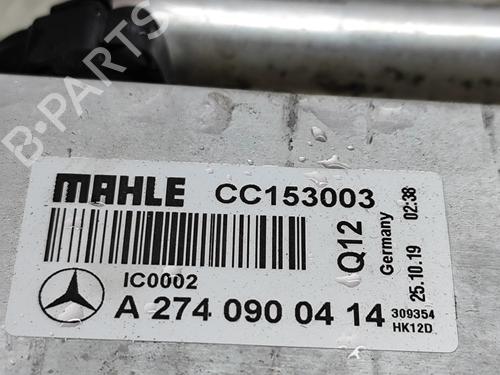 MAHLE CC153003
Q12
Germany
25.10.19 02:38
IC0002
A 274 090 04 14
309354
HK12D
B-PARTS